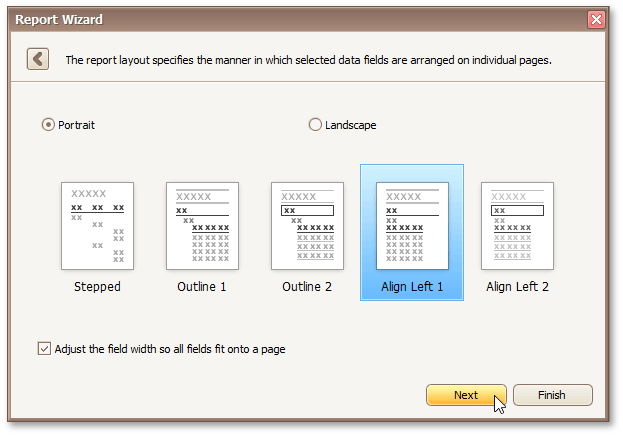 Report Wizard
The report layout specifies the manner in which selected data fields are arranged on individual pages.
Portrait
Landscape
XXXXX
xx xx xx
xx
xx
xx
xx
xx
xx
xx
xx
XXXXX
xx
xx
xxxxxx
xxxxxx
xxxxxx
xxxxxx
XXXXX
xx
xx
xxxxxx
xxxxxx
xxxxxx
xxxxxx
XXXXX
xx
xx
xxxxxx
xxxxxx
xxxxxx
xxxxxx
XXXXX
xx
xx
xxxxxx
xxxxxx
xxxxxx
xxxxxx
Stepped
Outline 1
Outline 2
Align Left 1
Align Left 2
Adjust the field width so all fields fit onto a page
Next
Finish